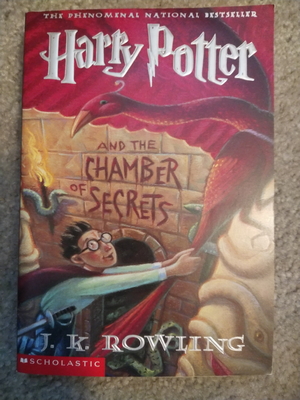 THE PHENOMENAL NATIONAL BESTSELLER
Harry Potter
AND THE
CHAMBER
OF SECRETS
J. K. ROWLING
SCHOLASTIC